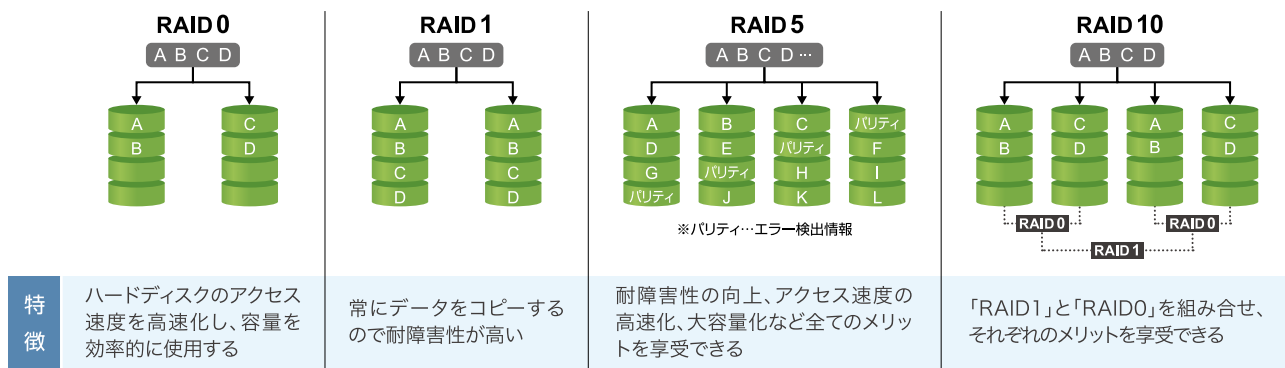 RAID 0
A B C D
A
B
C
D
RAID 1
A B C D
A
B
C
D
A
B
C
D
RAID 5
A B C D …
A
D
G
パリティ
B
E
パリティ
J
C
パリティ
H
K
パリティ
F
I
L
※パリティ…エラー検出情報
RAID 10
A B C D
A
B
C
D
A
B
C
D
RAID 0
RAID 0
RAID 1
特徴
ハードディスクのアクセス
速度を高速化し、容量を
効率的に使用する
常にデータをコピーする
ので耐障害性が高い
耐障害性の向上、アクセス速度の
高速化、大容量化など全てのメリッ
トを享受できる
「RAID1」と「RAID0」を組み合せ、
それぞれのメリットを享受できる